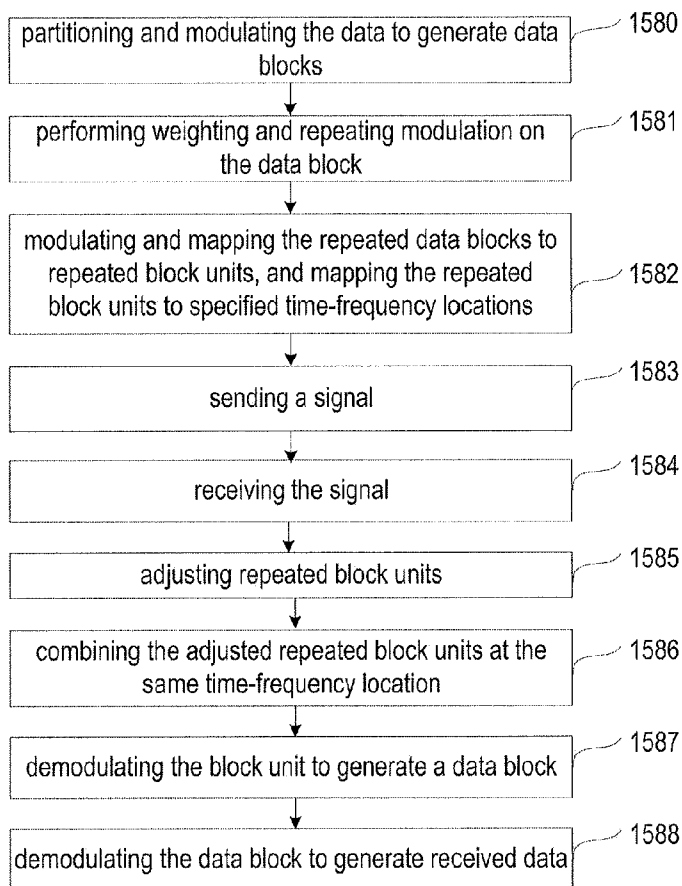 partitioning and modulating the data to generate data
blocks
1580
performing weighting and repeating modulation on
the data block
1581
modulating and mapping the repeated data blocks to
repeated block units, and mapping the repeated
block units to specified time-frequency locations
1582
sending a signal
1583
receiving the signal
1584
adjusting repeated block units
1585
combining the adjusted repeated block units at the
same time-frequency location
1586
demodulating the block unit to generate a data block
1587
demodulating the data block to generate received data
1588